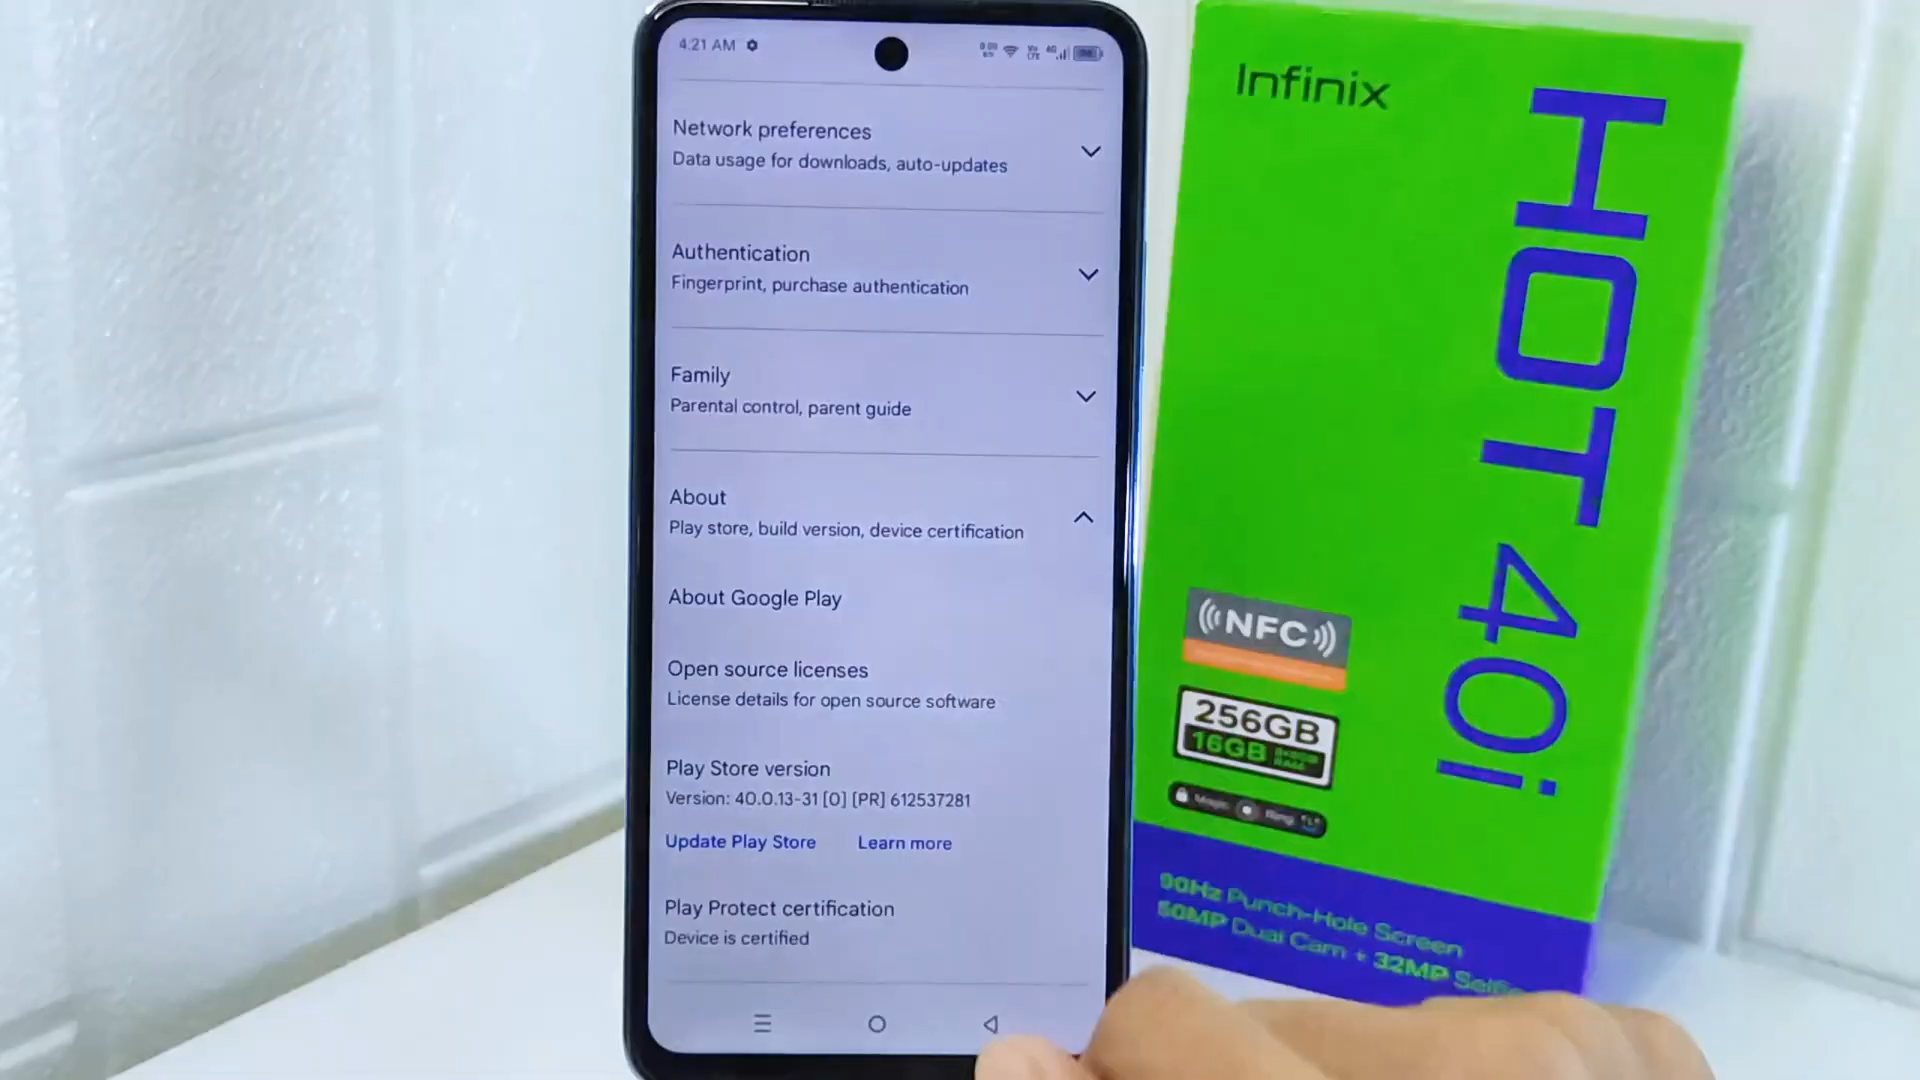 4:21 AM
Network preferences
Data usage for downloads, auto-updates
Authentication
Fingerprint, purchase authentication
Family
Parental control, parent guide
About
Play store, build version, device certification
About Google Play
Open source licenses
License details for open source software
Play Store version
Version: 40.0.13-31 [0] [PR] 612537281
Update Play Store Learn more
Play Protect certification
Device is certified
Infinix
HOT 40i
NFC
256GB
16GB
Magic Ring
90Hz Punch-Hole Screen
50MP Dual Cam + 32MP